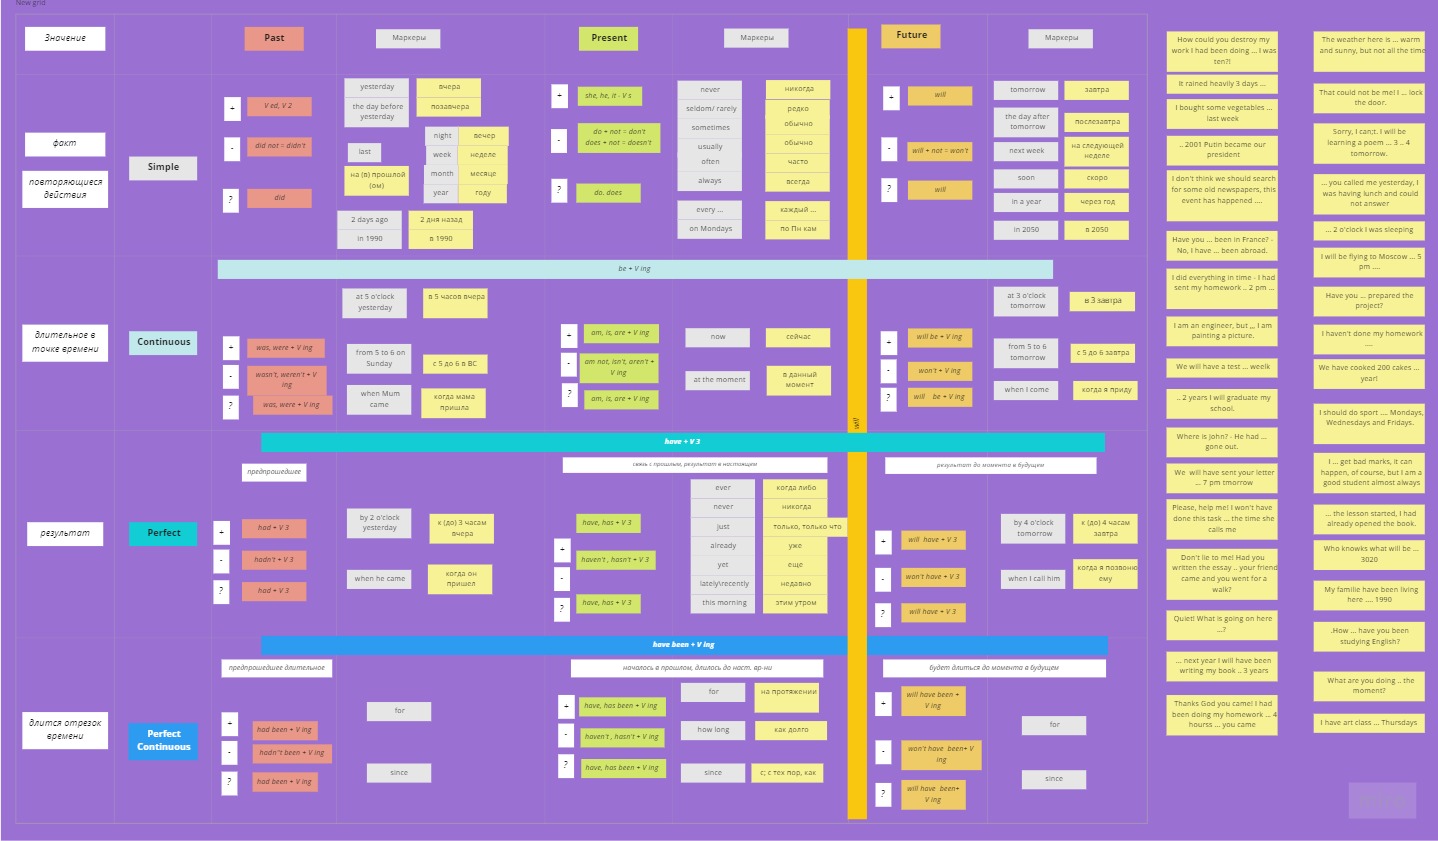 New grid
Значение
Past
Маркеры
Present
Маркеры
Future
Маркеры
факт
повторяющиеся
действия
Simple
+
V ed, V 2
-
did not = didn't
?
did
yesterday
вчера
the day before
yesterday
позавчера
last
на (в) прошлой
(ом)
night
вечер
week
неделе
month
месяце
year
году
2 days ago
2 дня назад
in 1990
в 1990
+
she, he, it - V s
-
do + not = don't
does + not = doesn't
?
do. does
never
никогда
seldom/ rarely
редко
sometimes
обычно
usually
обычно
often
часто
always
всегда
every ...
каждый ...
on Mondays
по Пн кам
+
will
-
will + not = won't
?
will
tomorrow
завтра
the day after
tomorrow
послезавтра
next week
на следующей
неделе
soon
скоро
in a year
через год
in 2050
в 2050
be + V ing
длительное в
точке времени
Continuous
+
was, were + V ing
-
wasn't, weren't + V
ing
?
was, were + V ing
at 5 o'clock
yesterday
в 5 часов вчера
from 5 to 6 on
Sunday
с 5 до 6 в ВС
when Mum
came
когда мама
пришла
+
am, is, are + V ing
-
am not, isn't, aren't +
V ing
?
am, is, are + V ing
now
сейчас
at the moment
в данный
момент
+
will be + V ing
-
won't + V ing
?
will be + V ing
at 3 o'clock
tomorrow
в 3 завтра
from 5 to 6
tomorrow
с 5 до 6 завтра
when I come
когда я приду
will
have + V 3
результат
Perfect
предпрошедшее
+
had + V 3
-
hadn't + V 3
?
had + V 3
by 2 o'clock
yesterday
к (до) 3 часам
вчера
when he came
когда он
пришел
связь с прошлым, результат в настоящем
+
have, has + V 3
-
haven't , hasn't + V 3
?
have, has + V 3
ever
когда либо
never
никогда
just
только, только что
already
уже
yet
еще
lately\recently
недавно
this morning
этим утром
результат до момента в будущем
+
will have + V 3
-
won't have + V 3
?
will have + V 3
by 4 o'clock
tomorrow
к (до) 4 часам
завтра
when I call him
когда я позвоню
ему
have been + V ing
длится отрезок
времени
Perfect
Continuous
предпрошедшее длительное
+
had been + V ing
-
hadn''t been + V ing
?
had been + V ing
for
since
началось в прошлом, длилось до наст. вр-ни
+
have, has been + V ing
-
haven't , hasn't + V ing
?
have, has been + V ing
for
на протяжении
how long
как долго
since
с; с тех пор, как
будет длиться до момента в будущем
+
will have been +
V ing
-
won't have been+ V
ing
?
will have been+
V ing
for
since
How could you destroy my
work I had been doing ... I was
ten?!
It rained heavily 3 days ...
I bought some vegetables ...
last week
.. 2001 Putin became our
president
I don't think we should search
for some old newspapers, this
event has happened ....
Have you ... been in France? -
No, I have ... been abroad.
I did everything in time - I had
sent my homework .. 2 pm ...
I am an engineer, but ,,, I am
painting a picture.
We will have a test ... weelk
.. 2 years I will graduate my
school.
Where is John? - He had ...
gone out.
We will have sent your letter
... 7 pm tmorrow
Please, help me! I won't have
done this task ... the time she
calls me
Don't lie to me! Had you
written the essay .. your friend
came and you went for a
walk?
Quiet! What is going on here
...?
... next year I will have been
writing my book .. 3 years
Thanks God you came! I had
been doing my homework ... 4
hourss ... you came
The weather here is ... warm
and sunny, but not all the time
That could not be me! I ... lock
the door.
Sorry, I can;t. I will be
learning a poem ... 3 .. 4
tomorrow.
... you called me yesterday, I
was having lunch and could
not answer
... 2 o'clock I was sleeping
I will be flying to Moscow ... 5
pm ....
Have you ... prepared the
project?
I haven't done my homework
....
We have cooked 200 cakes ...
year!
I should do sport .... Mondays,
Wednesdays and Fridays.
I ... get bad marks, it can
happen, of course, but I am a
good student almost always
... the lesson started, I had
already opened the book.
Who knowks what will be ...
3020
My familie have been living
here .... 1990
.How ... have you been
studying English?
What are you doing .. the
moment?
I have art class ... Thursdays